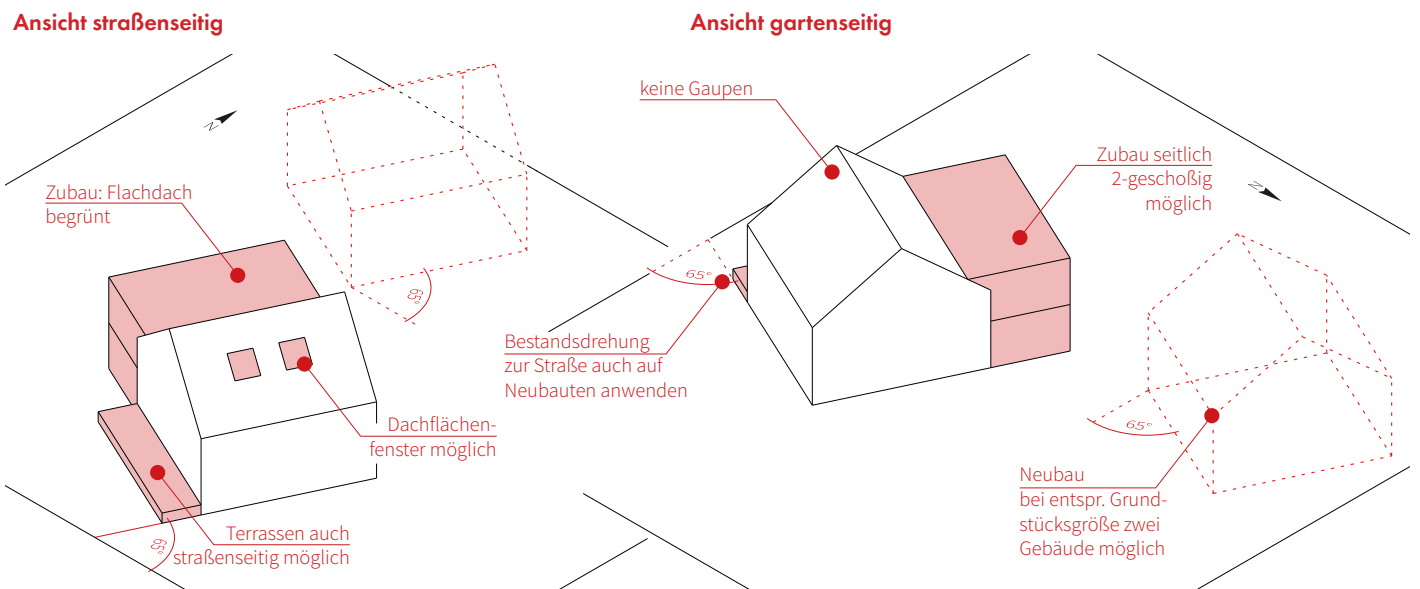 Ansicht straßenseitig
N
Zubau: Flachdach
begrünt
65°
Dachflächen-
fenster möglich
Terrassen auch
straßenseitig möglich
65°
Ansicht gartenseitig
keine Gaupen
Zubau seitlich
2-geschoßig
möglich
N
65°
Bestandsdrehung
zur Straße auch auf
Neubauten anwenden
65°
Neubau
bei entspr. Grund-
stücksgröße zwei
Gebäude möglich